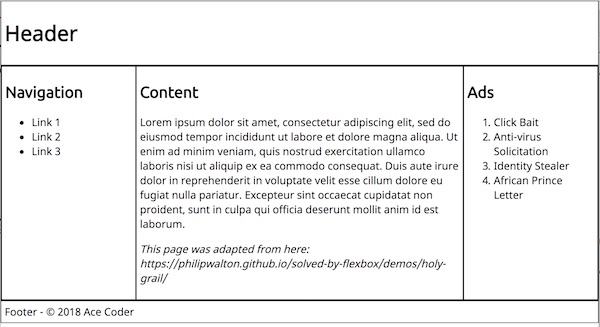 Header
Navigation
Link 1
Link 2
Link 3
Content
Lorem ipsum dolor sit amet, consectetur adipiscing elit, sed do
eiusmod tempor incididunt ut labore et dolore magna aliqua. Ut
enim ad minim veniam, quis nostrud exercitation ullamco
laboris nisi ut aliquip ex ea commodo consequat. Duis aute irure
dolor in reprehenderit in voluptate velit esse cillum dolore eu
fugiat nulla pariatur. Excepteur sint occaecat cupidatat non
proident, sunt in culpa qui officia deserunt mollit anim id est
laborum.
This page was adapted from here:
https://philipwalton.github.io/solved-by-flexbox/demos/holy-
grail/
Ads
1. Click Bait
2. Anti-virus
Solicitation
3. Identity Stealer
4. African Prince
Letter
Footer - © 2018 Ace Coder